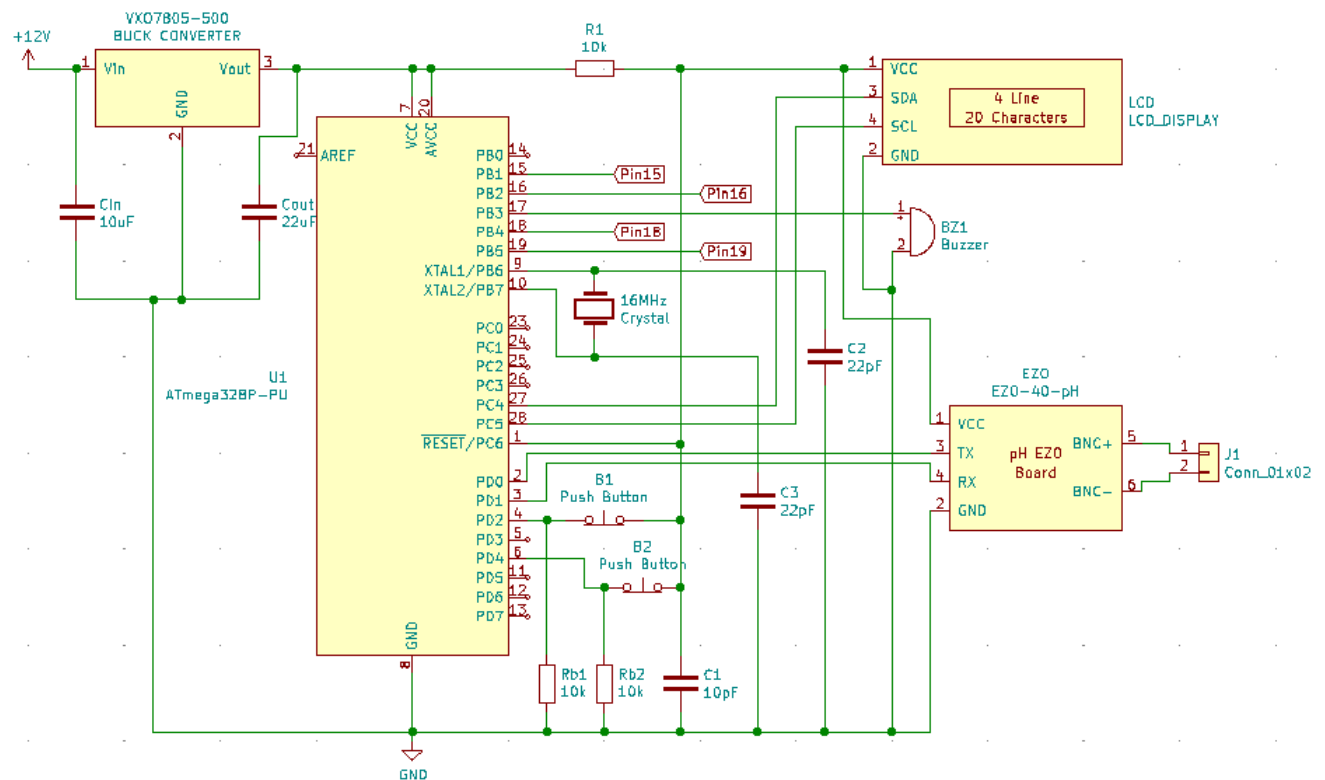 VXO7805-500
BUCK CONVERTER
+12V
1
Vin
Vout
3
GND
2
Cin
10uF
Cout
22uF
R1
10k
7
20
VCC
AVCC
21
AREF
PB0
14
PB1
15
Pin15
PB2
16
Pin16
PB3
17
PB4
18
Pin18
PB5
19
Pin19
XTAL1/PB6
9
XTAL2/PB7
10
16MHz
Crystal
PC0
23
PC1
24
PC2
25
PC3
26
PC4
27
PC5
28
RESET/PC6
1
PD0
2
PD1
3
PD2
4
PD3
5
PD4
6
PD5
11
PD6
12
PD7
13
U1
ATmega328P-PU
GND
8
GND
B1
Push Button
B2
Push Button
Rb1
10k
Rb2
10k
C1
10pF
C3
22pF
C2
22pF
1
VCC
3
SDA
4
SCL
2
GND
4 Line
20 Characters
LCD
LCD_DISPLAY
1
+
2
BZ1
Buzzer
EZO
EZO-40-pH
1
VCC
3
TX
4
RX
2
GND
pH EZO
Board
BNC+
5
BNC-
6
1
2
J1
Conn_01x02